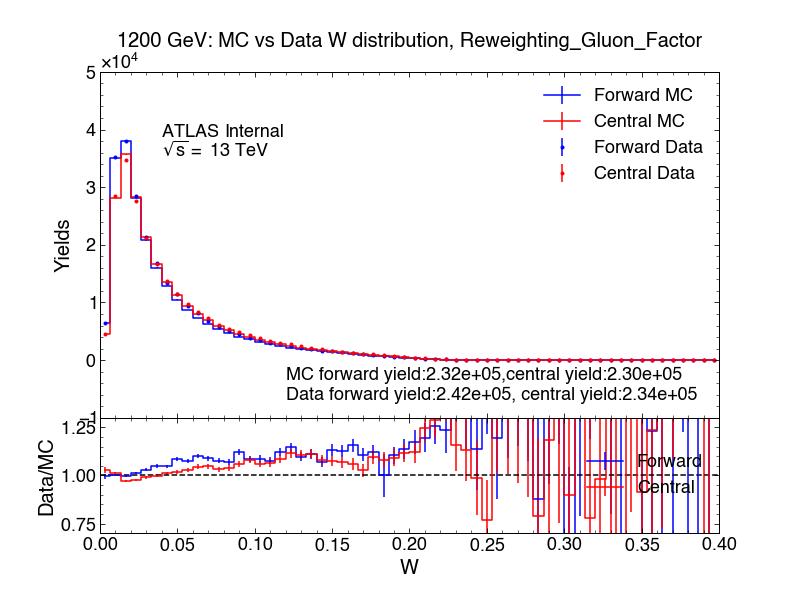 1200 GeV: MC vs Data W distribution, Reweighting_Gluon_Factor
×10⁴
5
4
3
2
1
0
−1
Yields
ATLAS Internal
√s = 13 TeV
Forward MC
Central MC
Forward Data
Central Data
MC forward yield:2.32e+05,central yield:2.30e+05
Data forward yield:2.42e+05, central yield:2.34e+05
1.25
1.00
0.75
Data/MC
Forward
Central
0.00 0.05 0.10 0.15 0.20 0.25 0.30 0.35 0.40
W